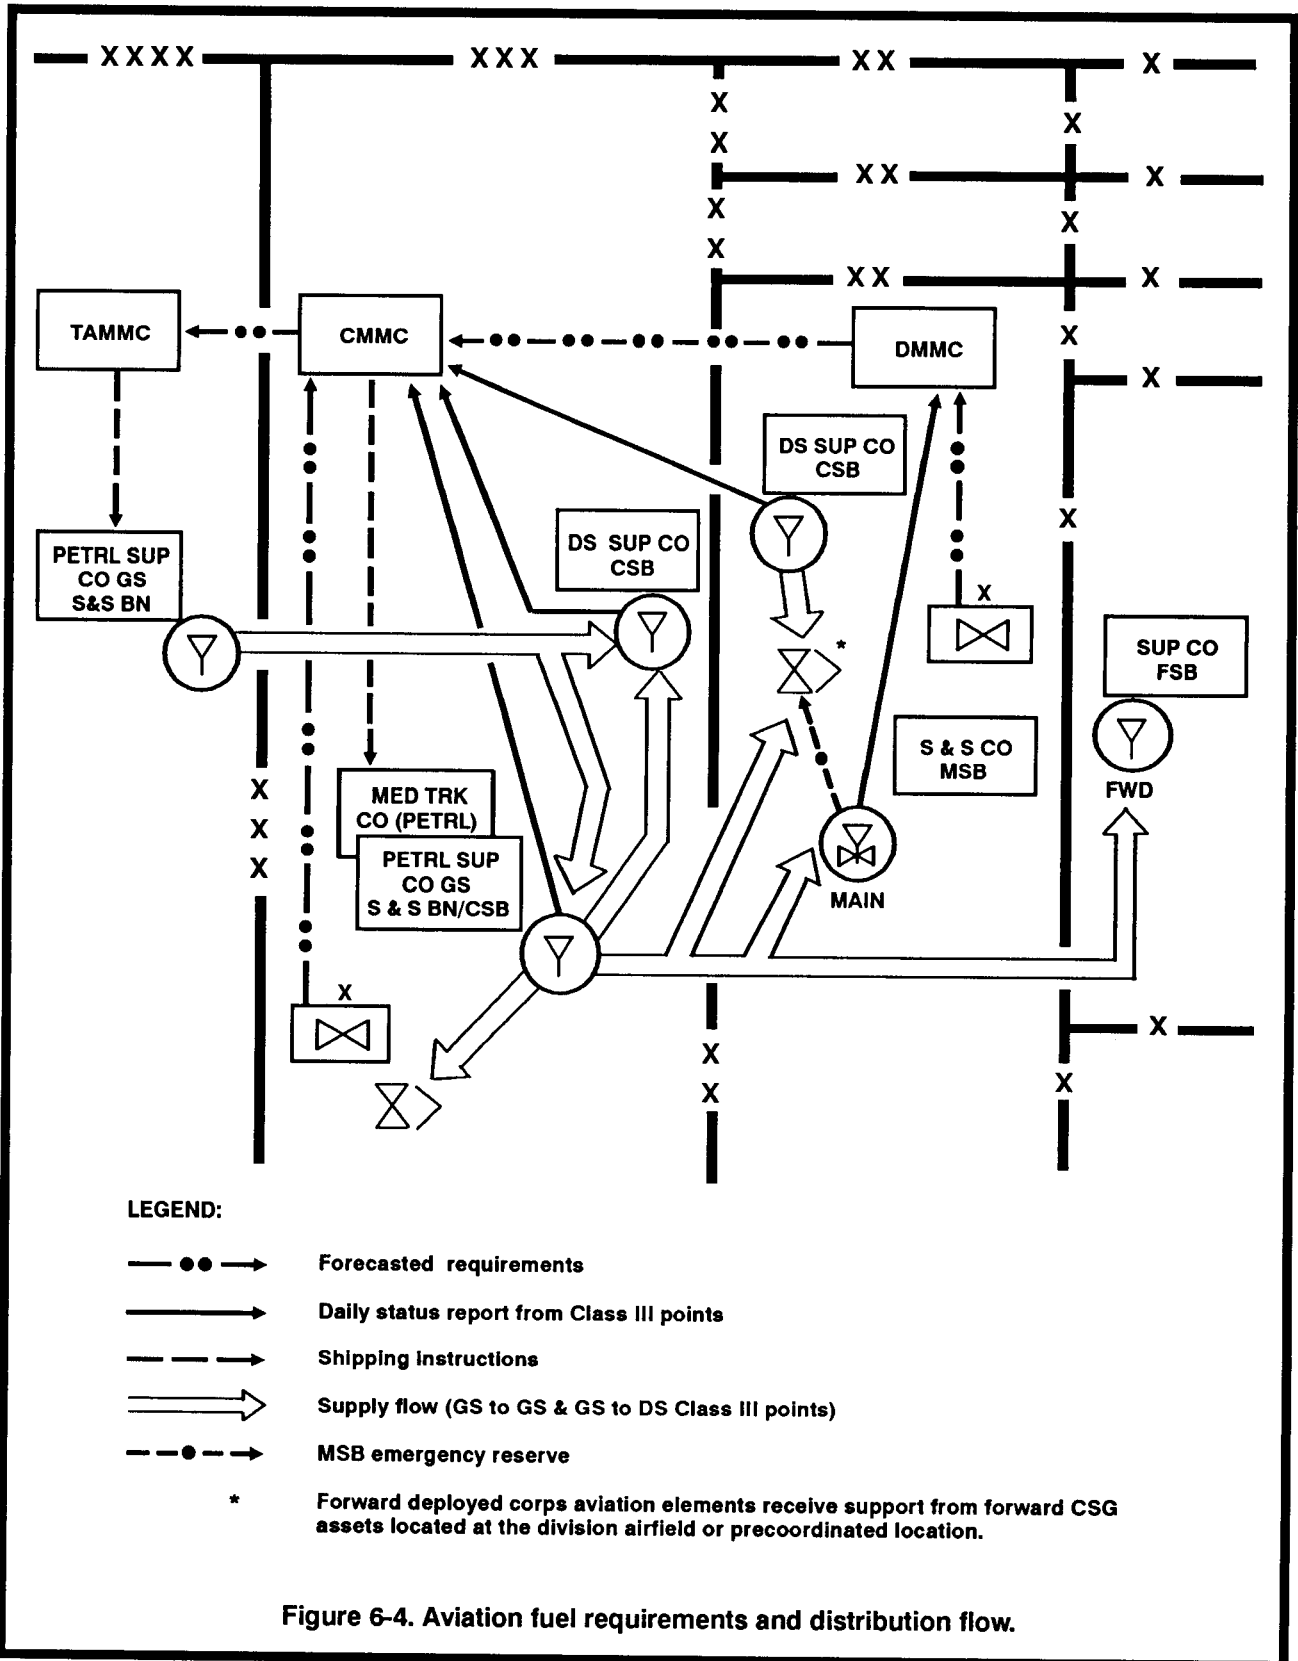 XXXX XXX XX X
X
X
X
XX X
X
X
X
XX X
TAMMC
CMMC
DMMC
X
X
DS SUP CO
CSB
X
DS SUP CO
CSB
PETRL SUP
CO GS
S&S BN
X
*
SUP CO
FSB
S & S CO
MSB
FWD
X
X
X
MED TRK
CO (PETRL)
PETRL SUP
CO GS
S & S BN/CSB
MAIN
X
X
X
X
X
X
LEGEND:
Forecasted requirements
Daily status report from Class III points
Shipping instructions
Supply flow (GS to GS & GS to DS Class III points)
MSB emergency reserve
* Forward deployed corps aviation elements receive support from forward CSG
assets located at the division airfield or precoordinated location.
Figure 6-4. Aviation fuel requirements and distribution flow.